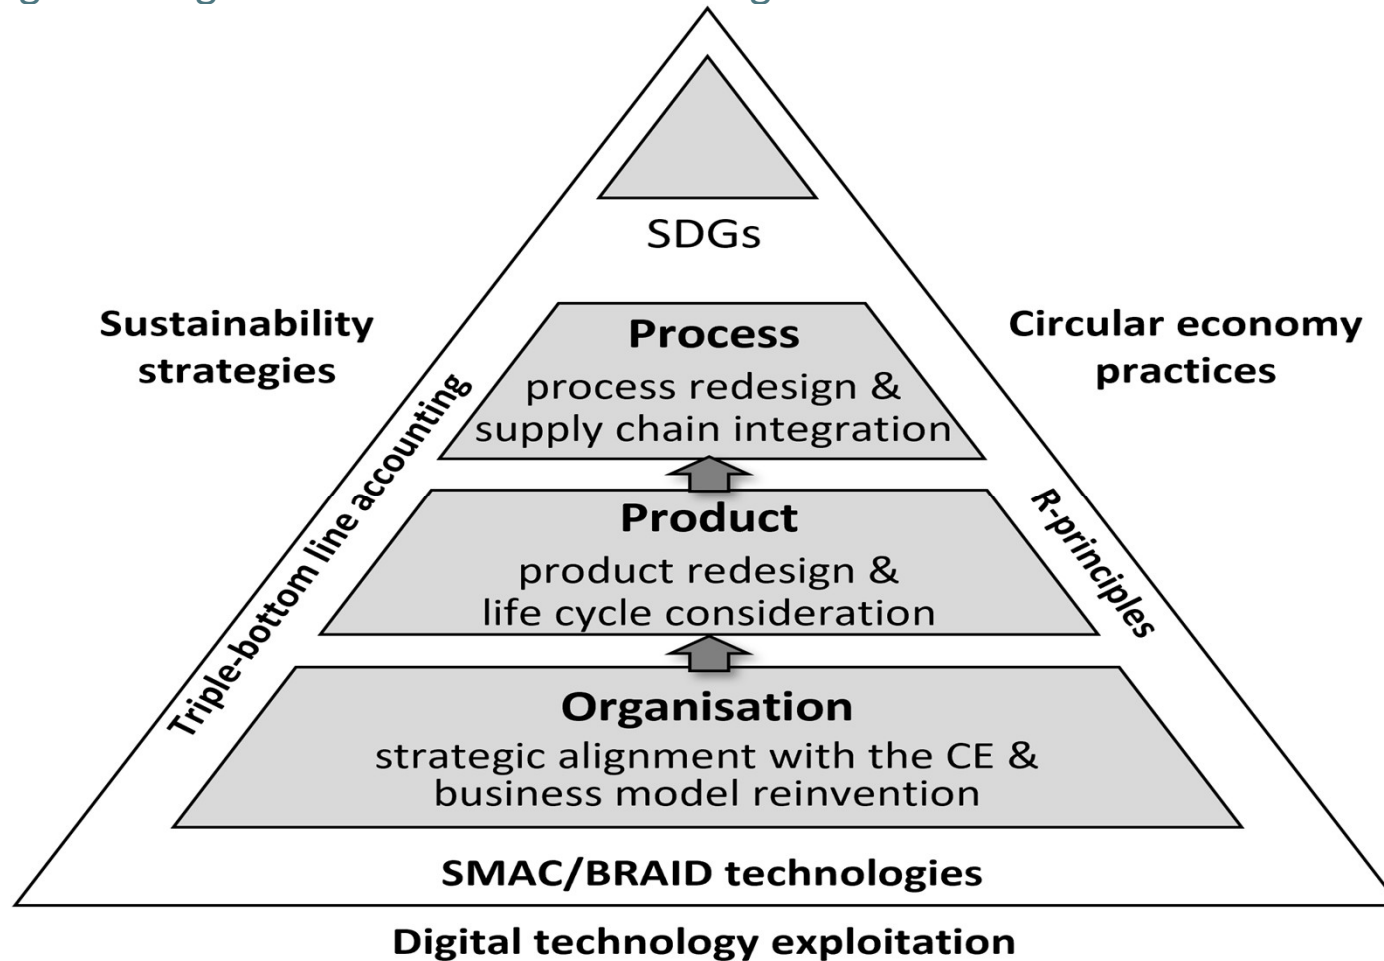 SDGs
Sustainability
strategies
Circular economy
practices
Process
process redesign &
supply chain integration
Triple-bottom line accounting
R-principles
Product
product redesign &
life cycle consideration
Organisation
strategic alignment with the CE &
business model reinvention
SMAC/BRAID technologies
Digital technology exploitation